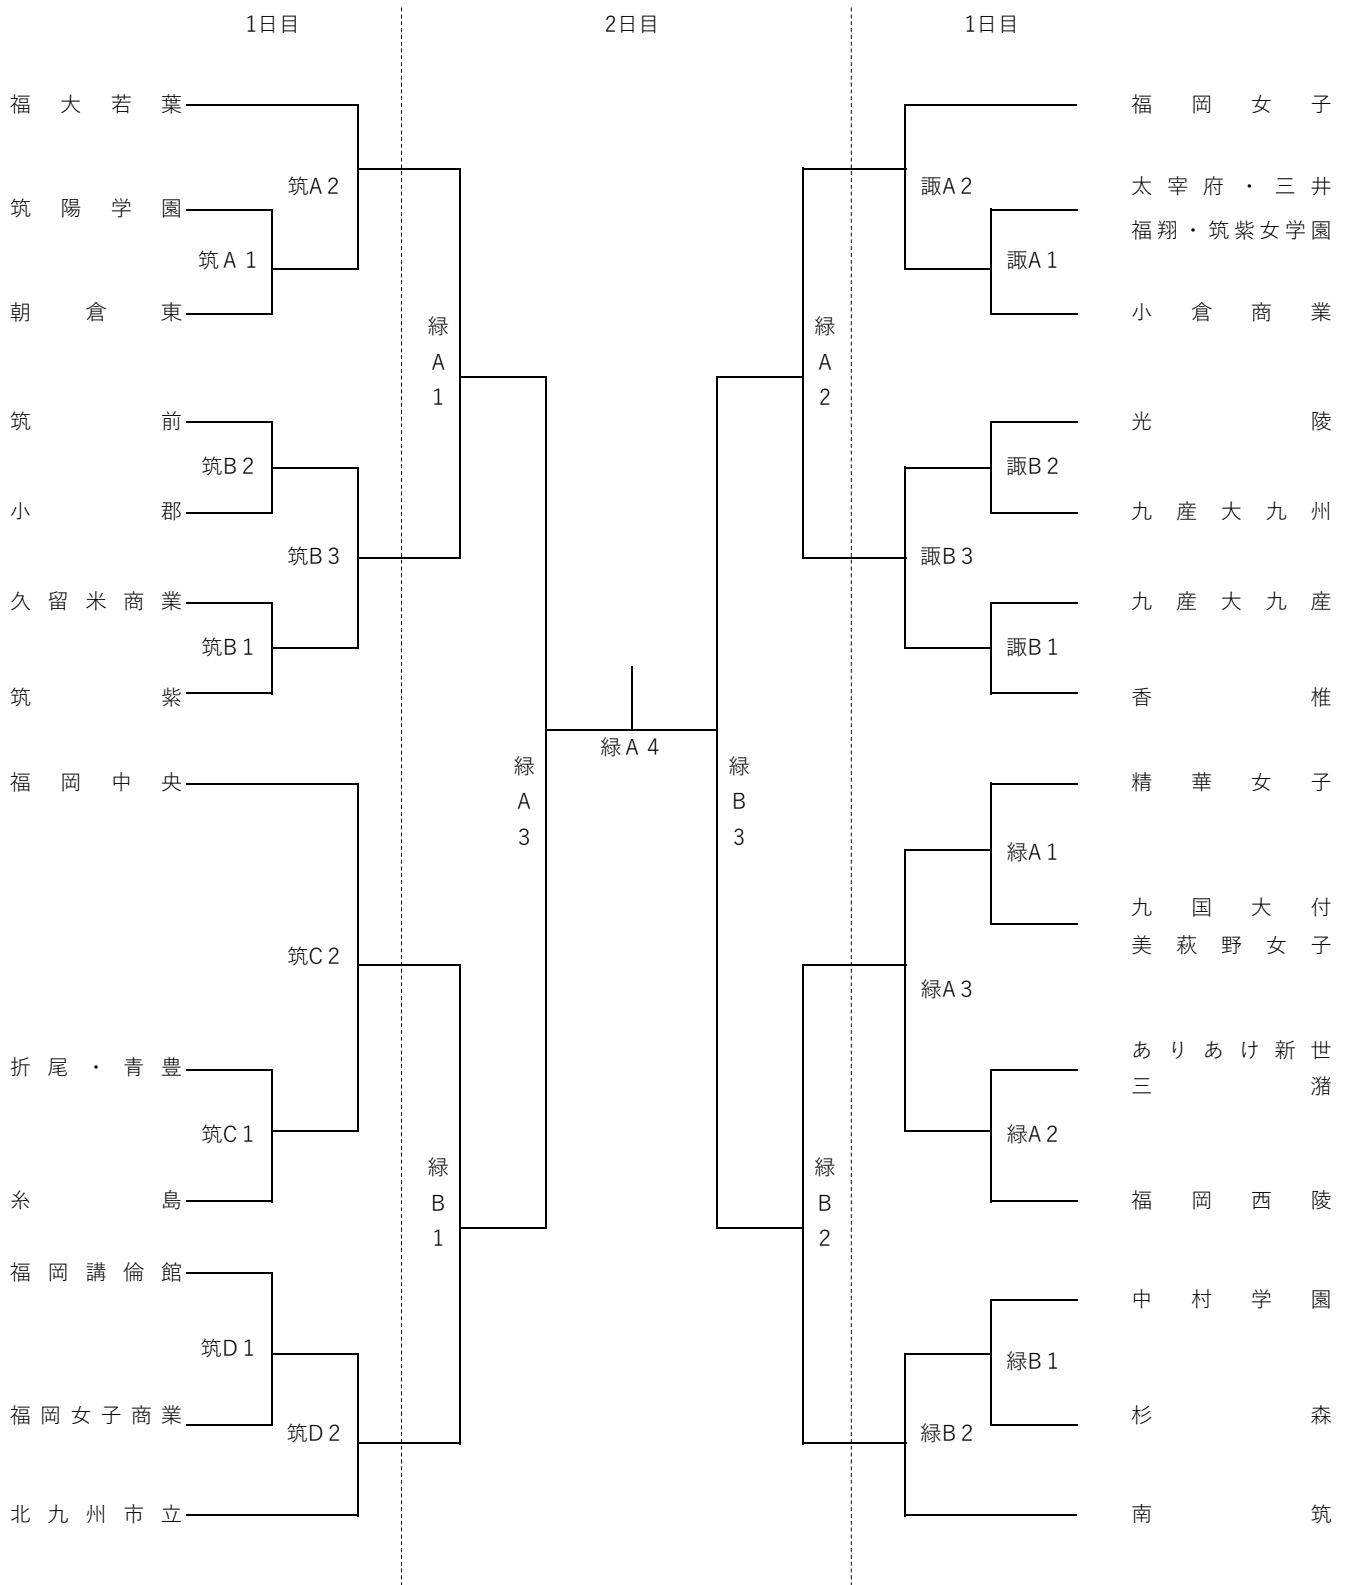 1日目
2日目
1日目
福大若葉
筑A2
筑陽学園
筑A1
朝倉東
緑A1
筑前
筑B2
小郡
筑B3
久留米商業
筑B1
筑紫
福岡中央
緑A3
筑C2
折尾・青豊
筑C1
糸島
緑B1
福岡講倫館
筑D1
福岡女子商業
筑D2
北九州市立
緑A4
福岡女子
諏A2
太宰府・三井
福翔・筑紫女学園
諏A1
小倉商業
緑A2
光陵
諏B2
九産大九州
諏B3
九産大九産
諏B1
香椎
緑B3
精華女子
緑A1
九国大付
美萩野女子
緑A3
ありあけ新世
三潴
緑A2
福岡西陵
緑B2
中村学園
緑B1
杉森
緑B2
南筑